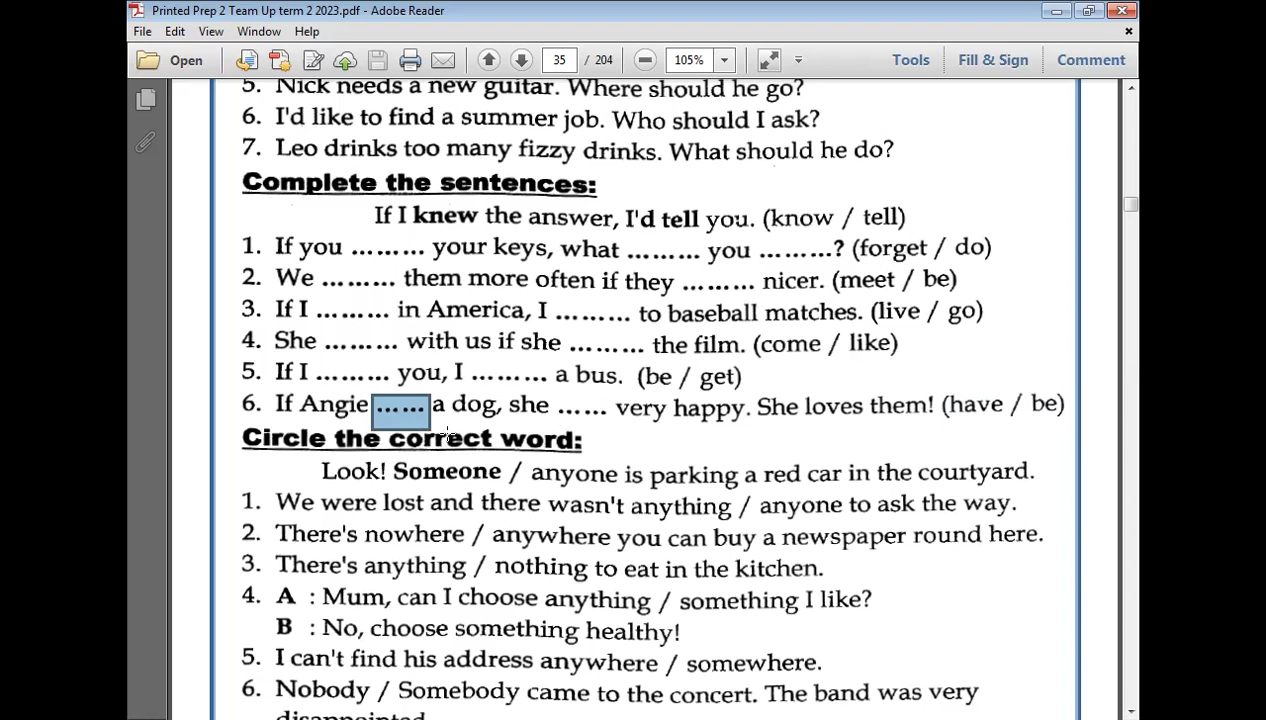 Printed Prep 2 Team Up term 2 2023.pdf - Adobe Reader
File Edit View Window Help
Open 35 / 204 105% Tools Fill & Sign Comment
5. Nick needs a new guitar. Where should he go?
6. I'd like to find a summer job. Who should I ask?
7. Leo drinks too many fizzy drinks. What should he do?
Complete the sentences:
If I knew the answer, I'd tell you. (know / tell)
1. If you ......... your keys, what ......... you .........? (forget / do)
2. We ......... them more often if they ......... nicer. (meet / be)
3. If I ......... in America, I ......... to baseball matches. (live / go)
4. She ......... with us if she ......... the film. (come / like)
5. If I ......... you, I ......... a bus. (be / get)
6. If Angie ...... a dog, she ...... very happy. She loves them! (have / be)
Circle the correct word:
Look! Someone / anyone is parking a red car in the courtyard.
1. We were lost and there wasn't anything / anyone to ask the way.
2. There's nowhere / anywhere you can buy a newspaper round here.
3. There's anything / nothing to eat in the kitchen.
4. A : Mum, can I choose anything / something I like?
B : No, choose something healthy!
5. I can't find his address anywhere / somewhere.
6. Nobody / Somebody came to the concert. The band was very
disappointed.